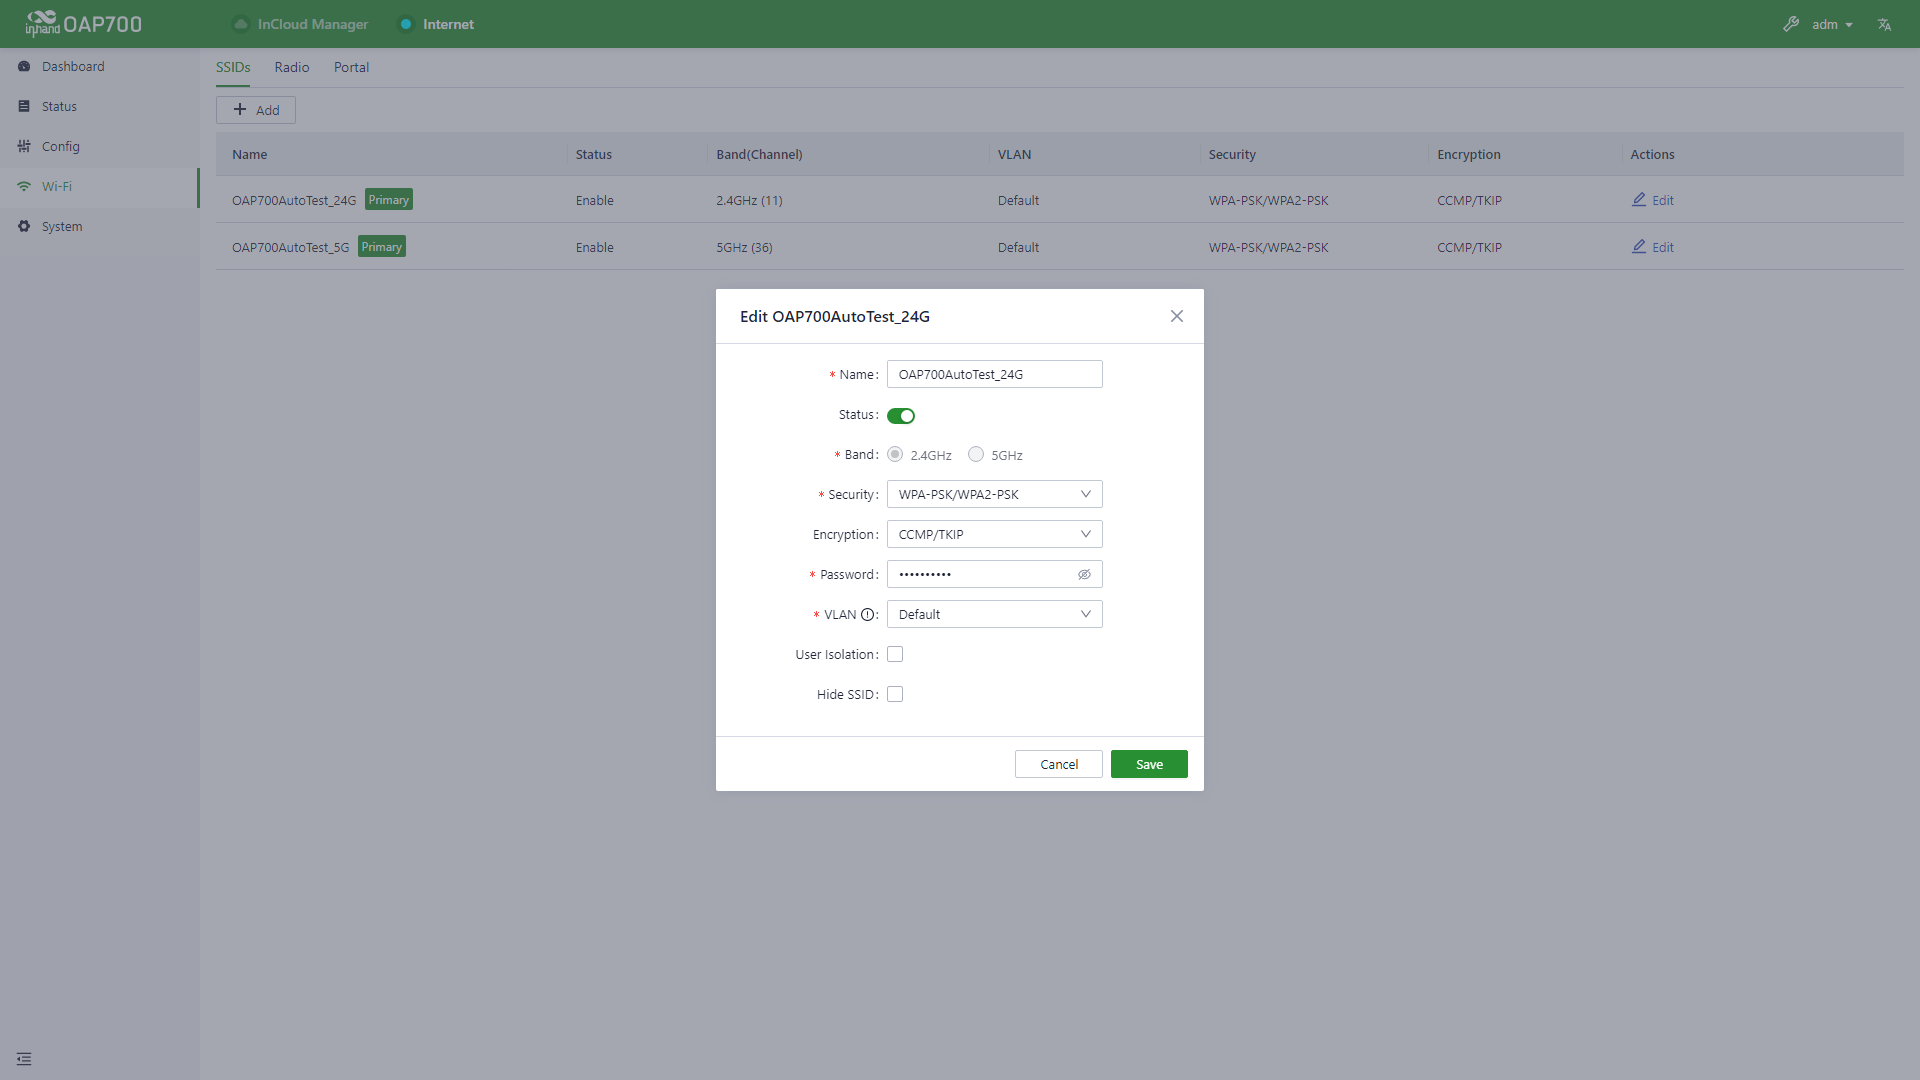 inhand OAP700
InCloud Manager
Internet
adm
Dashboard
Status
Config
Wi-Fi
System
SSIDs Radio Portal
Add
Name Status Band(Channel) VLAN Security Encryption Actions
OAP700AutoTest_24G Primary Enable 2.4GHz (11) Default WPA-PSK/WPA2-PSK CCMP/TKIP Edit
OAP700AutoTest_5G Primary Enable 5GHz (36) Default WPA-PSK/WPA2-PSK CCMP/TKIP Edit
Edit OAP700AutoTest_24G
* Name: OAP700AutoTest_24G
Status:
* Band: 2.4GHz 5GHz
* Security: WPA-PSK/WPA2-PSK
Encryption: CCMP/TKIP
* Password: ••••••••••
* VLAN: Default
User Isolation:
Hide SSID:
Cancel Save